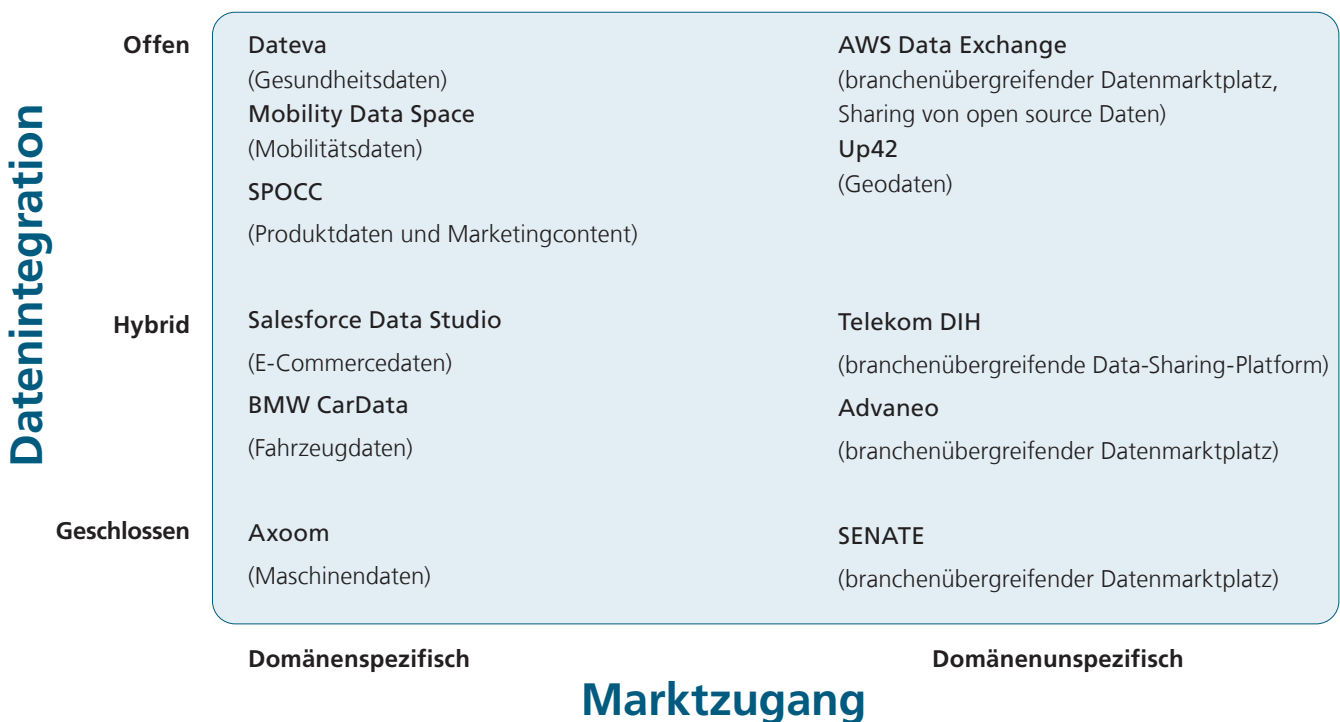 Datenintegration
Offen
Dateva
(Gesundheitsdaten)
Mobility Data Space
(Mobilitätsdaten)
SPOCC
(Produktdaten und Marketingcontent)
AWS Data Exchange
(branchenübergreifender Datenmarktplatz,
Sharing von open source Daten)
Up42
(Geodaten)
Hybrid
Salesforce Data Studio
(E-Commercedaten)
BMW CarData
(Fahrzeugdaten)
Telekom DIH
(branchenübergreifende Data-Sharing-Platform)
Advaneo
(branchenübergreifender Datenmarktplatz)
Geschlossen
Axoom
(Maschinendaten)
SENATE
(branchenübergreifender Datenmarktplatz)
Domänenspezifisch
Domänenunspezifisch
Marktzugang